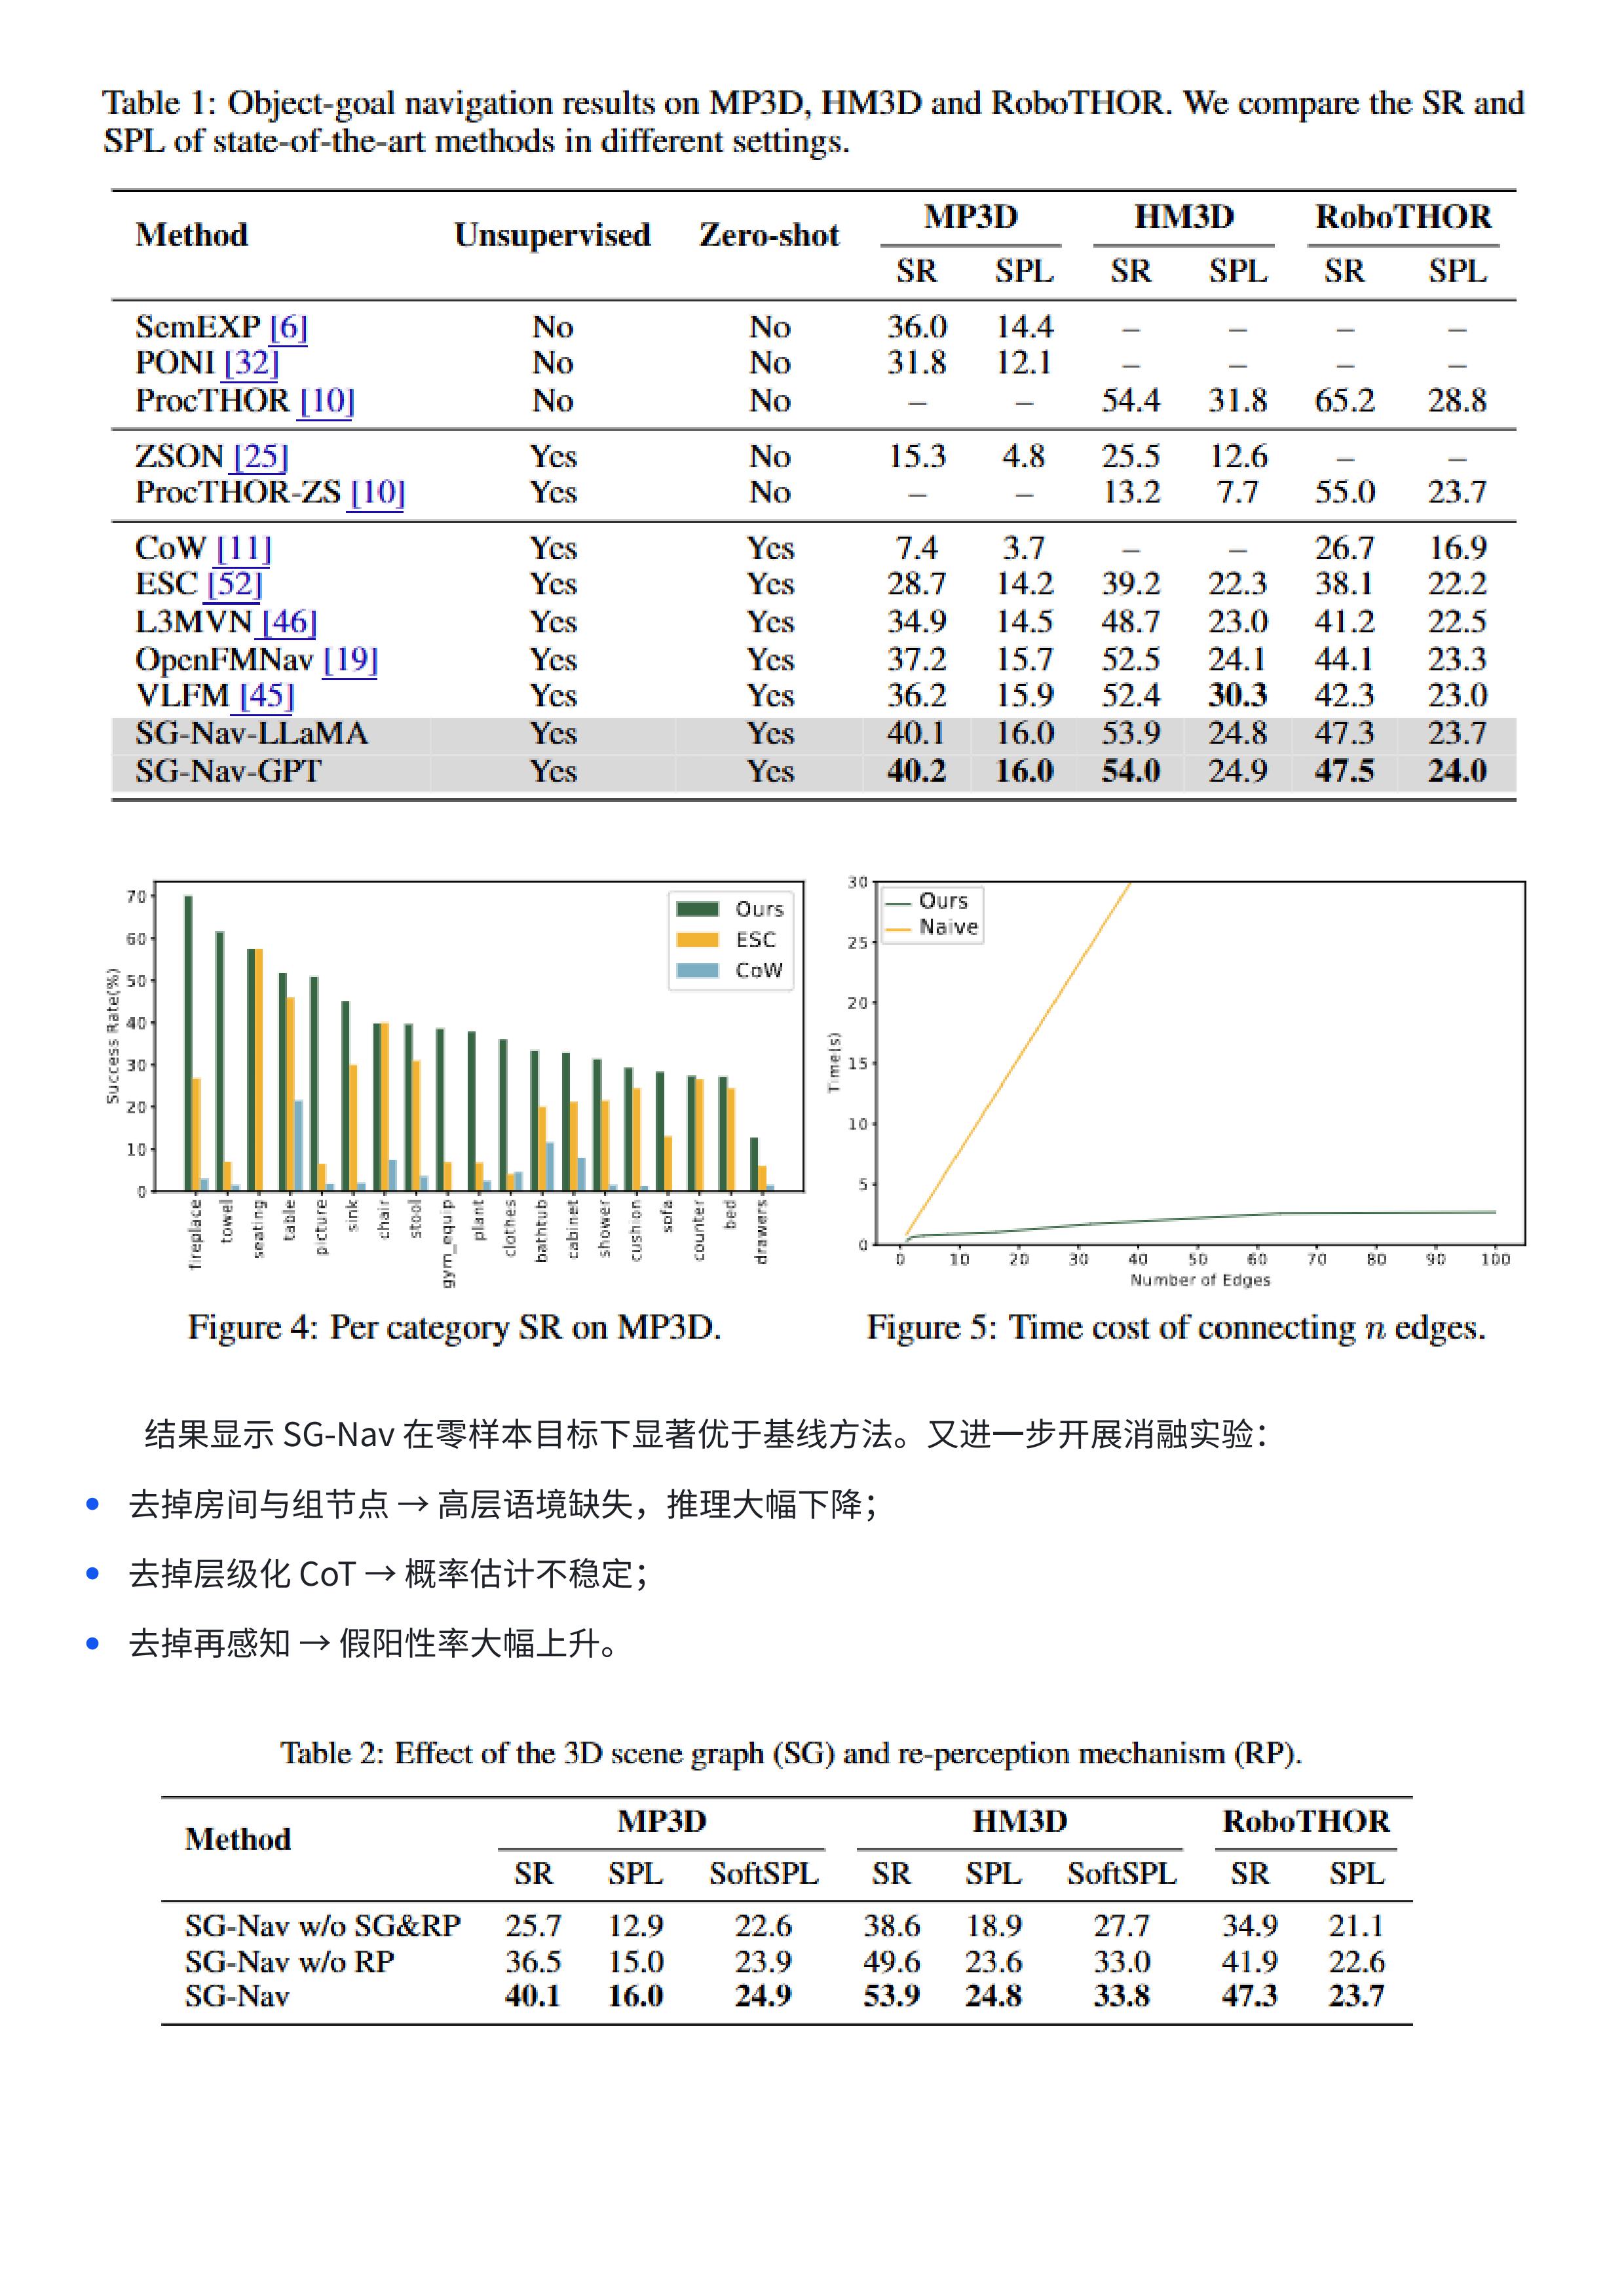 Table 1: Object-goal navigation results on MP3D, HM3D and RoboTHOR. We compare the SR and
SPL of state-of-the-art methods in different settings.
Method Unsupervised Zero-shot MP3D HM3D RoboTHOR
SR SPL SR SPL SR SPL
SemEXP [6] No No 36.0 14.4 – – – –
PONI [32] No No 31.8 12.1 – – – –
ProcTHOR [10] No No – – 54.4 31.8 65.2 28.8
ZSON [25] Yes No 15.3 4.8 25.5 12.6 – –
ProcTHOR-ZS [10] Yes No – – 13.2 7.7 55.0 23.7
CoW [11] Yes Yes 7.4 3.7 – – 26.7 16.9
ESC [52] Yes Yes 28.7 14.2 39.2 22.3 38.1 22.2
L3MVN [46] Yes Yes 34.9 14.5 48.7 23.0 41.2 22.5
OpenFMNav [19] Yes Yes 37.2 15.7 52.5 24.1 44.1 23.3
VLFM [45] Yes Yes 36.2 15.9 52.4 30.3 42.3 23.0
SG-Nav-LLaMA Yes Yes 40.1 16.0 53.9 24.8 47.3 23.7
SG-Nav-GPT Yes Yes 40.2 16.0 54.0 24.9 47.5 24.0
70
60
50
40
30
20
10
0
Success Rate(%)
Ours
ESC
CoW
fireplace
towel
seating
table
picture
sink
chair
stool
gym_equip
plant
clothes
bathtub
cabinet
shower
cushion
sofa
counter
bed
drawers
Figure 4: Per category SR on MP3D.
30
25
20
15
10
5
0
Time(s)
Ours
Naive
0 10 20 30 40 50 60 70 80 90 100
Number of Edges
Figure 5: Time cost of connecting n edges.
结果显示 SG-Nav 在零样本目标下显著优于基线方法。又进一步开展消融实验：
• 去掉房间与组节点 → 高层语境缺失，推理大幅下降；
• 去掉层级化 CoT → 概率估计不稳定；
• 去掉再感知 → 假阳性率大幅上升。
Table 2: Effect of the 3D scene graph (SG) and re-perception mechanism (RP).
Method MP3D HM3D RoboTHOR
SR SPL SoftSPL SR SPL SoftSPL SR SPL
SG-Nav w/o SG&RP 25.7 12.9 22.6 38.6 18.9 27.7 34.9 21.1
SG-Nav w/o RP 36.5 15.0 23.9 49.6 23.6 33.0 41.9 22.6
SG-Nav 40.1 16.0 24.9 53.9 24.8 33.8 47.3 23.7